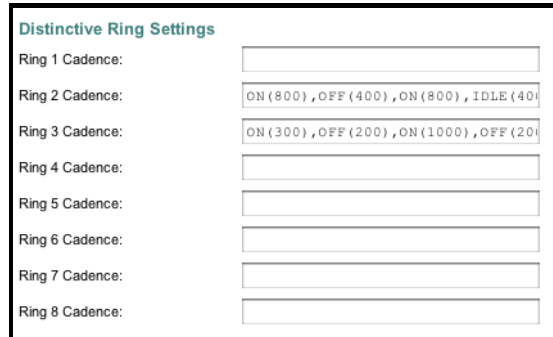 Distinctive Ring Settings
Ring 1 Cadence:
Ring 2 Cadence: ON(800),OFF(400),ON(800),IDLE(40
Ring 3 Cadence: ON(300),OFF(200),ON(1000),OFF(20
Ring 4 Cadence:
Ring 5 Cadence:
Ring 6 Cadence:
Ring 7 Cadence:
Ring 8 Cadence: